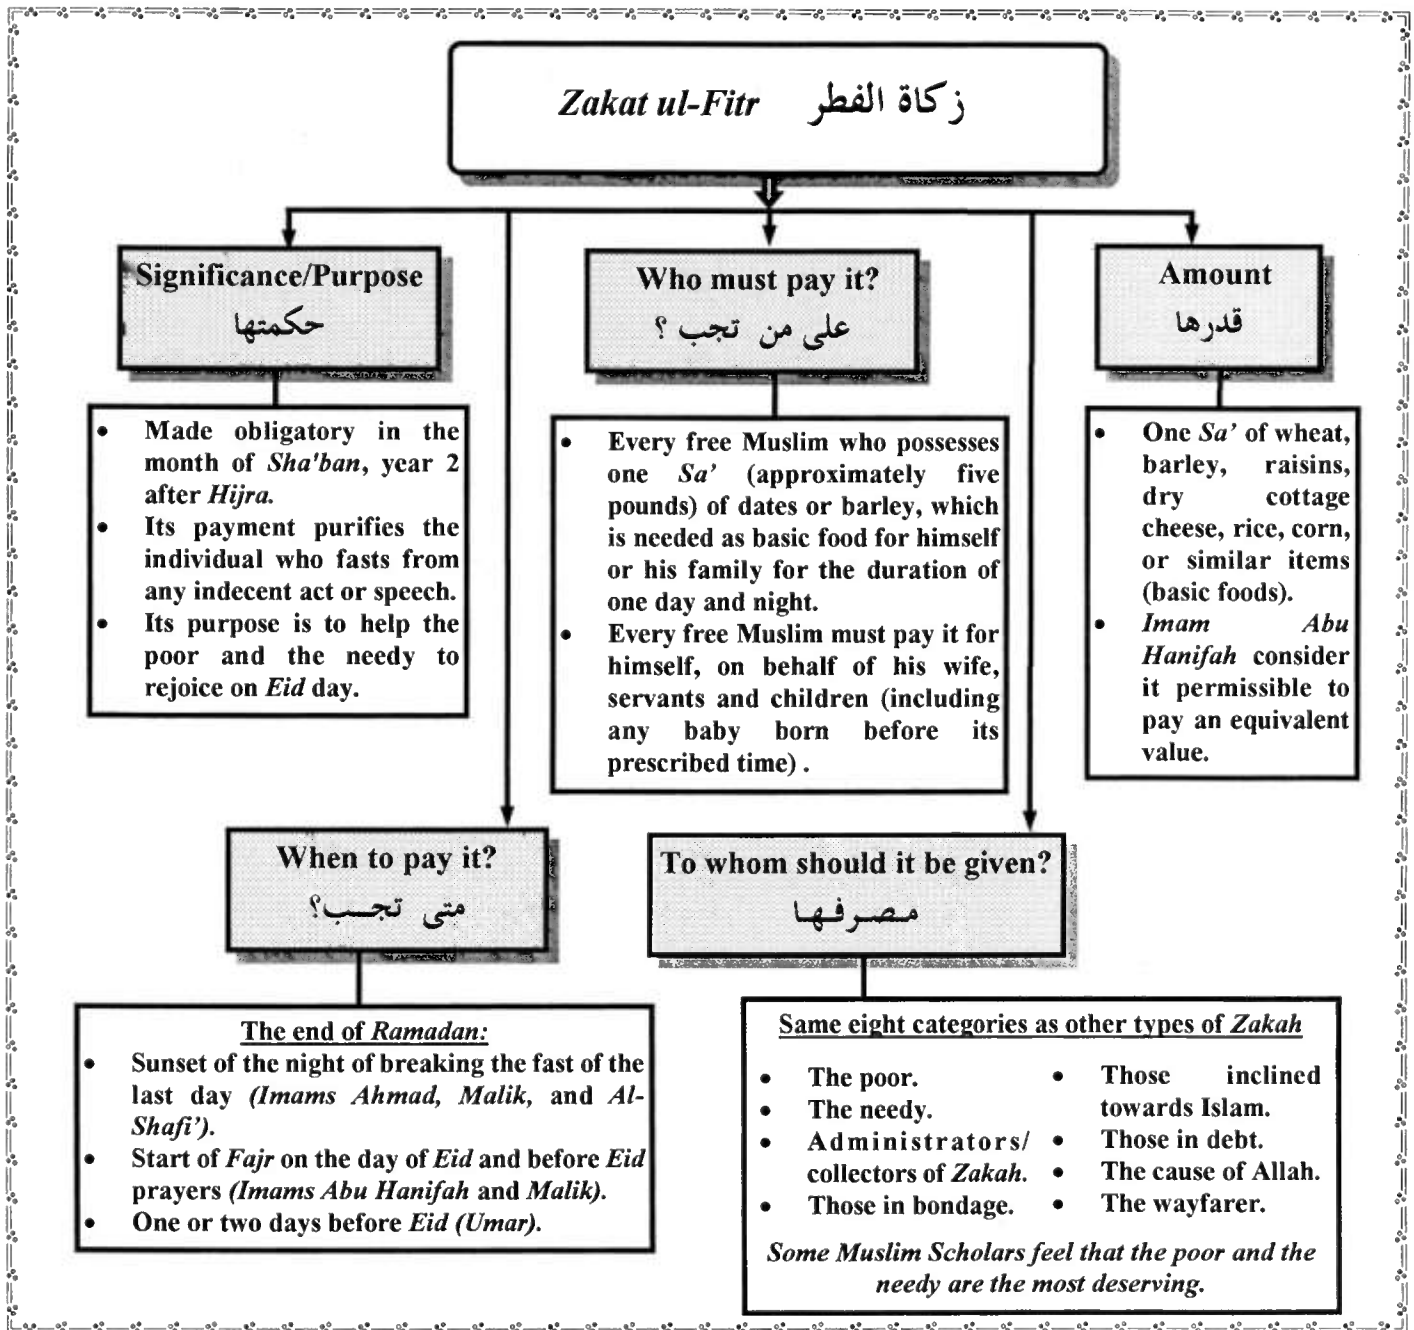 Zakat ul-Fitr زكاة الفطر
Significance/Purpose
حكمتها
• Made obligatory in the
month of Sha'ban, year 2
after Hijra.
• Its payment purifies the
individual who fasts from
any indecent act or speech.
• Its purpose is to help the
poor and the needy to
rejoice on Eid day.
Who must pay it?
على من تجب ؟
• Every free Muslim who possesses
one Sa’ (approximately five
pounds) of dates or barley, which
is needed as basic food for himself
or his family for the duration of
one day and night.
• Every free Muslim must pay it for
himself, on behalf of his wife,
servants and children (including
any baby born before its
prescribed time) .
Amount
قدرها
• One Sa’ of wheat,
barley, raisins,
dry cottage
cheese, rice, corn,
or similar items
(basic foods).
• Imam Abu
Hanifah consider
it permissible to
pay an equivalent
value.
When to pay it?
متى تجــب؟
The end of Ramadan:
• Sunset of the night of breaking the fast of the
last day (Imams Ahmad, Malik, and Al-
Shafi’).
• Start of Fajr on the day of Eid and before Eid
prayers (Imams Abu Hanifah and Malik).
• One or two days before Eid (Umar).
To whom should it be given?
مـصـرفـهـا
Same eight categories as other types of Zakah
• The poor.
• The needy.
• Administrators/
collectors of Zakah.
• Those in bondage.
• Those inclined
towards Islam.
• Those in debt.
• The cause of Allah.
• The wayfarer.
Some Muslim Scholars feel that the poor and the
needy are the most deserving.